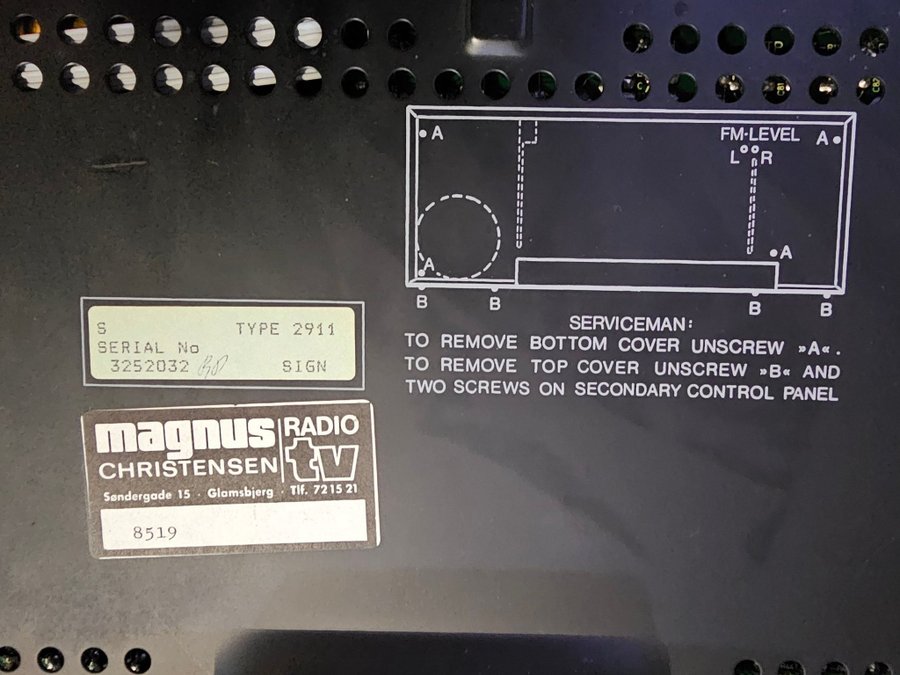 A
FM·LEVEL
A
L R
A
A
B
B
B
B
SERVICEMAN:
TO REMOVE BOTTOM COVER UNSCREW »A«.
TO REMOVE TOP COVER UNSCREW »B« AND
TWO SCREWS ON SECONDARY CONTROL PANEL
S TYPE 2911
SERIAL No
3252032 SIGN
magnus RADIO
CHRISTENSEN tv
Søndergade 15 · Glamsbjerg · Tlf. 72 15 21
8519